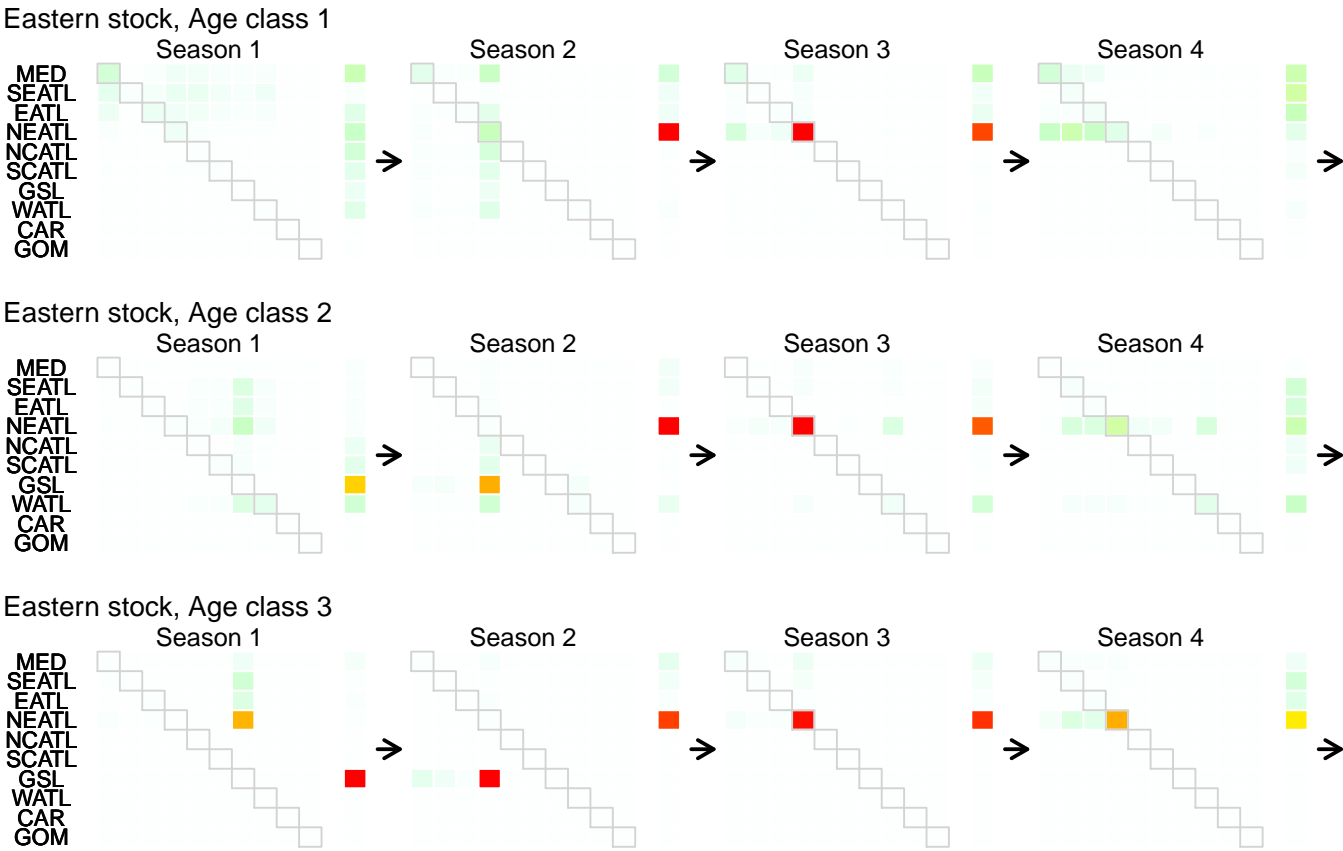 Eastern stock, Age class 1
Season 1 Season 2 Season 3 Season 4
MED
SEATL
EATL
NEATL
NCATL
SCATL
GSL
WATL
CAR
GOM
Eastern stock, Age class 2
Season 1 Season 2 Season 3 Season 4
MED
SEATL
EATL
NEATL
NCATL
SCATL
GSL
WATL
CAR
GOM
Eastern stock, Age class 3
Season 1 Season 2 Season 3 Season 4
MED
SEATL
EATL
NEATL
NCATL
SCATL
GSL
WATL
CAR
GOM